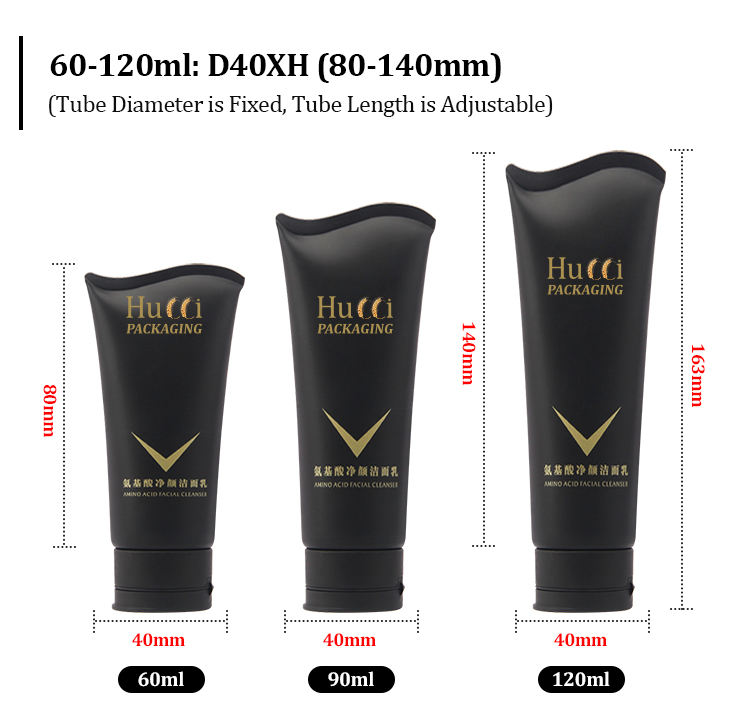 60-120ml: D40XH (80-140mm)
(Tube Diameter is Fixed, Tube Length is Adjustable)
Hucci
PACKAGING
氨基酸净颜洁面乳
AMINO ACID FACIAL CLEANSER
80mm
40mm
60ml
Hucci
PACKAGING
氨基酸净颜洁面乳
AMINO ACID FACIAL CLEANSER
40mm
90ml
Hucci
PACKAGING
氨基酸净颜洁面乳
AMINO ACID FACIAL CLEANSER
140mm
163mm
40mm
120ml